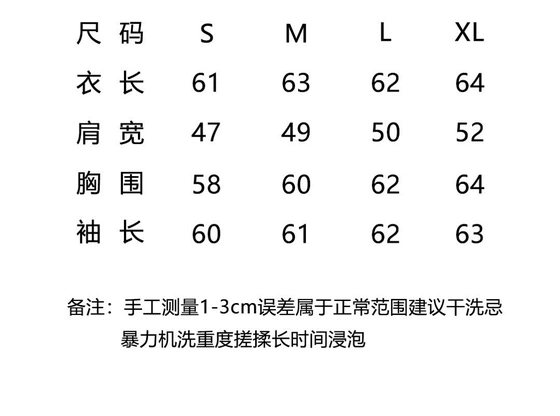 尺 码 S M L XL
衣 长 61 63 62 64
肩 宽 47 49 50 52
胸 围 58 60 62 64
袖 长 60 61 62 63
备注：手工测量1-3cm误差属于正常范围建议干洗忌
暴力机洗重度搓揉长时间浸泡